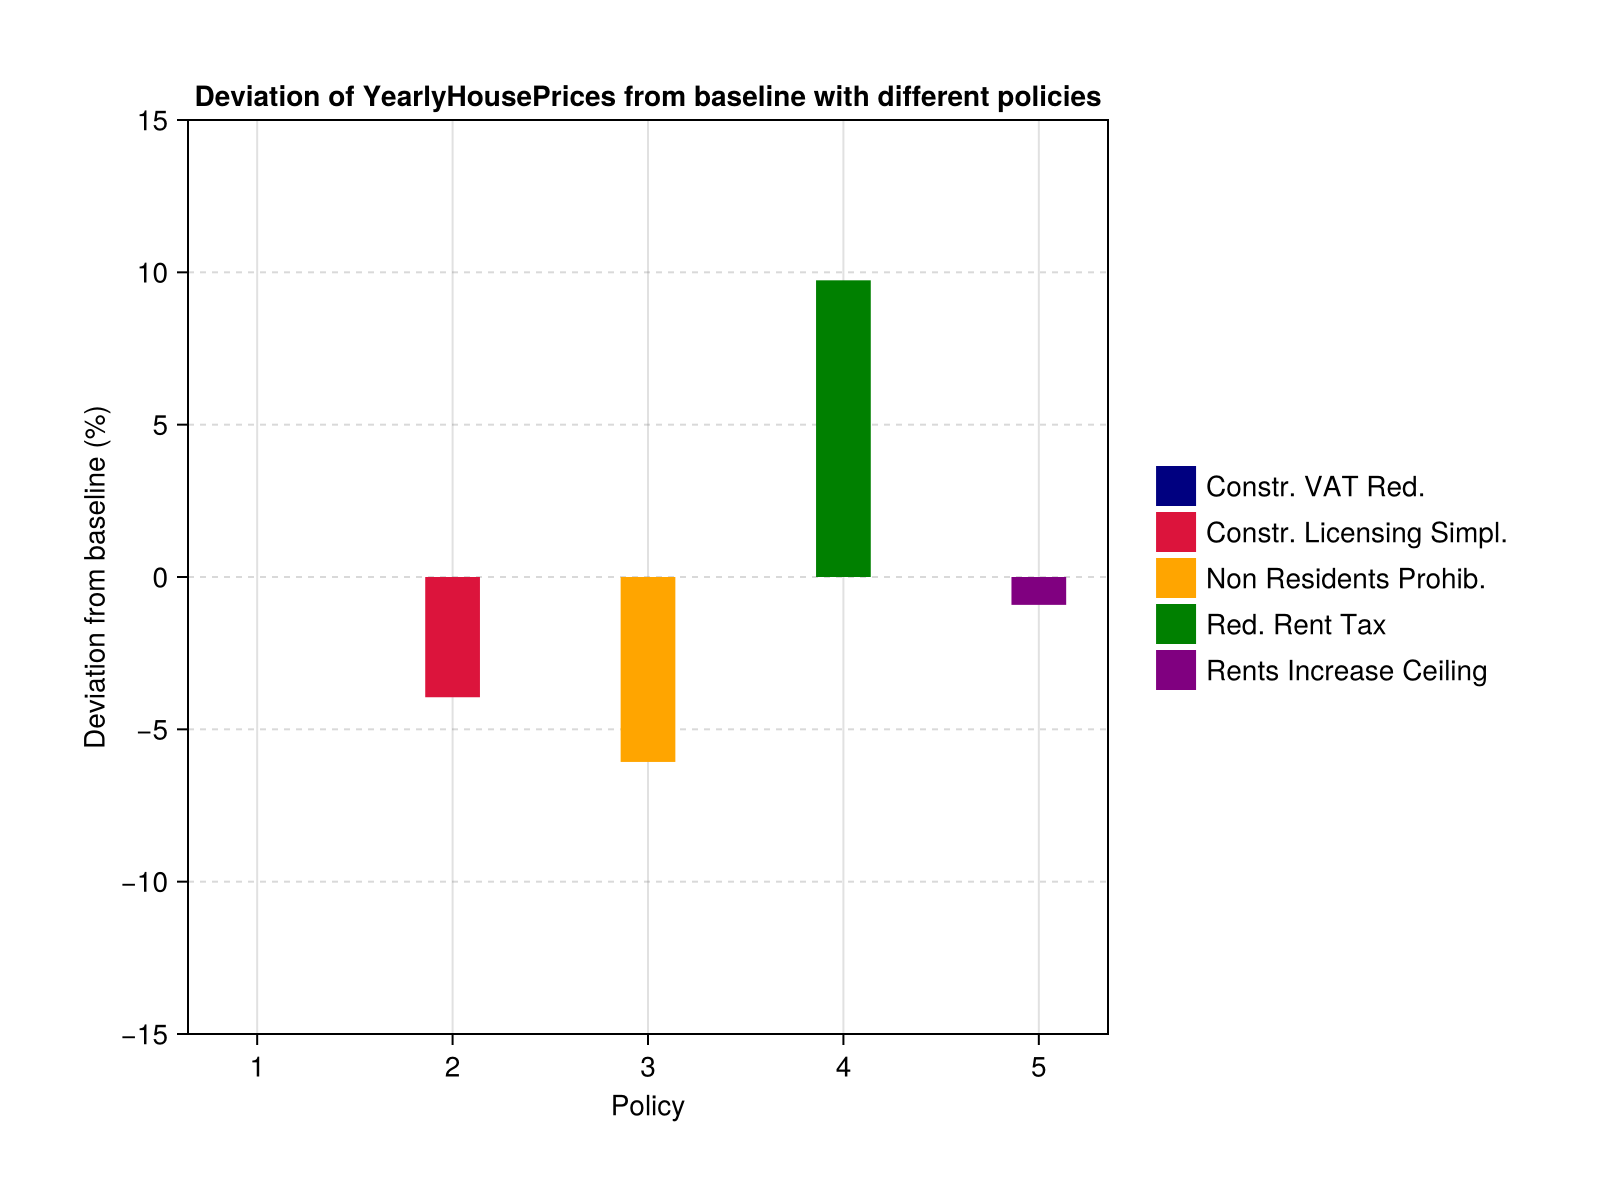 Deviation of YearlyHousePrices from baseline with different policies
15
10
5
0
−5
−10
−15
Deviation from baseline (%)
1 2 3 4 5
Policy
Constr. VAT Red.
Constr. Licensing Simpl.
Non Residents Prohib.
Red. Rent Tax
Rents Increase Ceiling